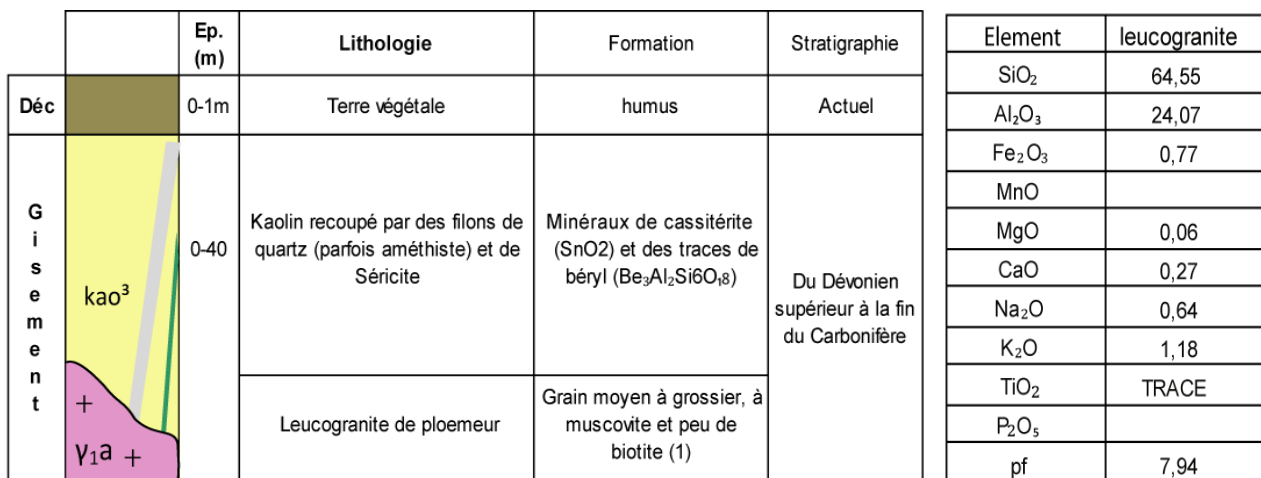 Ep.
(m)
Lithologie
Formation
Stratigraphie
Déc
0-1m
Terre végétale
humus
Actuel
G
i
s
e
m
e
n
t
kao³
+
γ₁a +
0-40
Kaolin recoupé par des filons de
quartz (parfois améthiste) et de
Séricite
Minéraux de cassitérite
(SnO2) et des traces de
béryl (Be₃Al₂Si6O₁₈)
Du Dévonien
supérieur à la fin
du Carbonifère
Leucogranite de ploemeur
Grain moyen à grossier, à
muscovite et peu de
biotite (1)
Element leucogranite
SiO₂ 64,55
Al₂O₃ 24,07
Fe₂O₃ 0,77
MnO
MgO 0,06
CaO 0,27
Na₂O 0,64
K₂O 1,18
TiO₂ TRACE
P₂O₅
pf 7,94